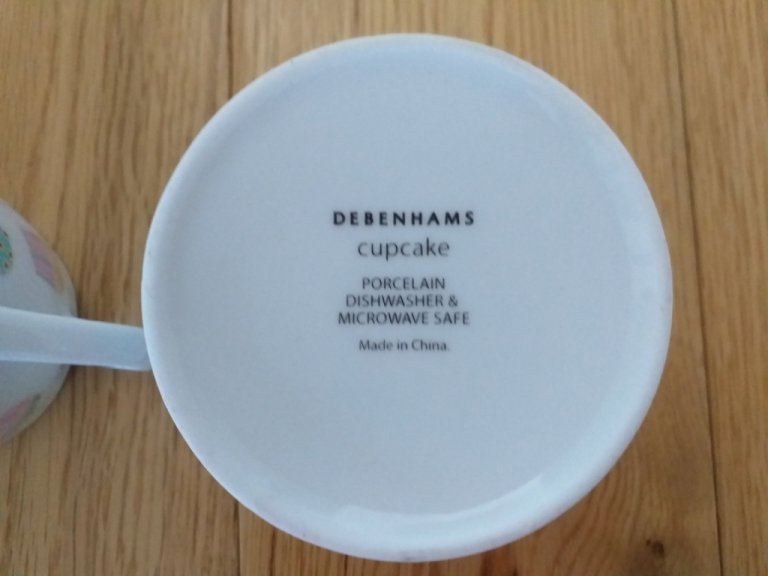 DEBENHAMS
cupcake
PORCELAIN
DISHWASHER &
MICROWAVE SAFE
Made in China.